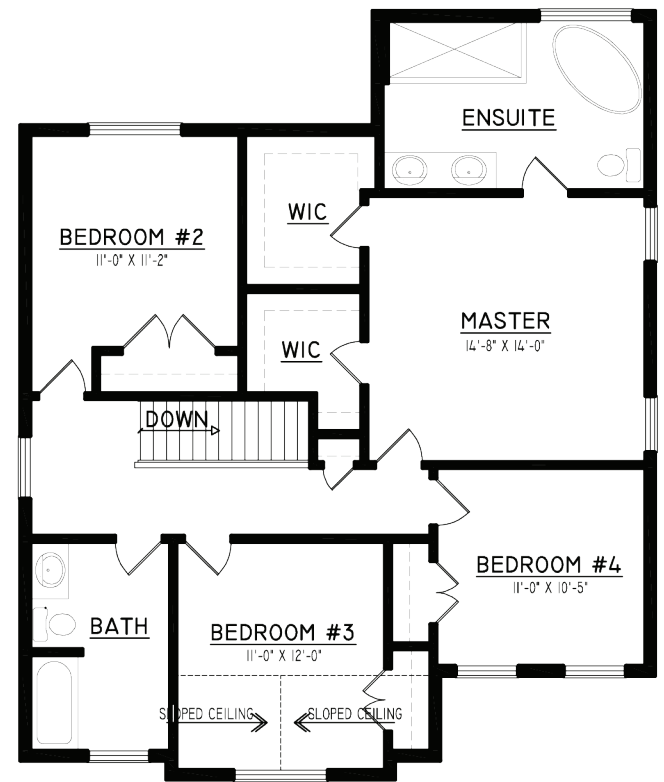 ENSUITE
WIC
BEDROOM #2
11'-0" X 11'-2"
MASTER
14'-8" X 14'-0"
WIC
DOWN
BEDROOM #4
11'-0" X 10'-5"
BATH
BEDROOM #3
11'-0" X 12'-0"
SLOPED CEILING
SLOPED CEILING